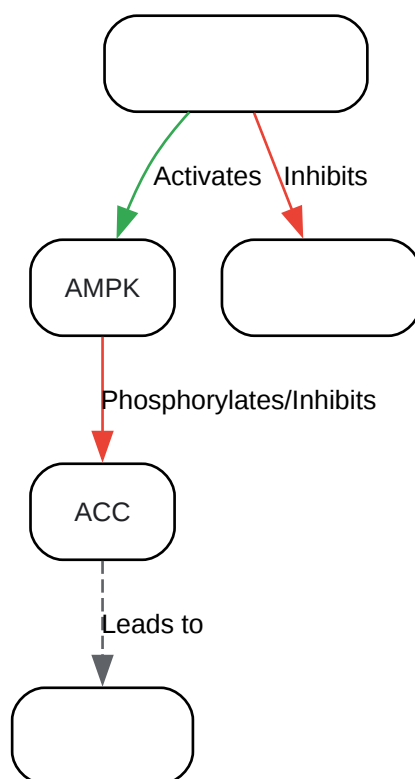 Activates
Inhibits
AMPK
Phosphorylates/Inhibits
ACC
Leads to